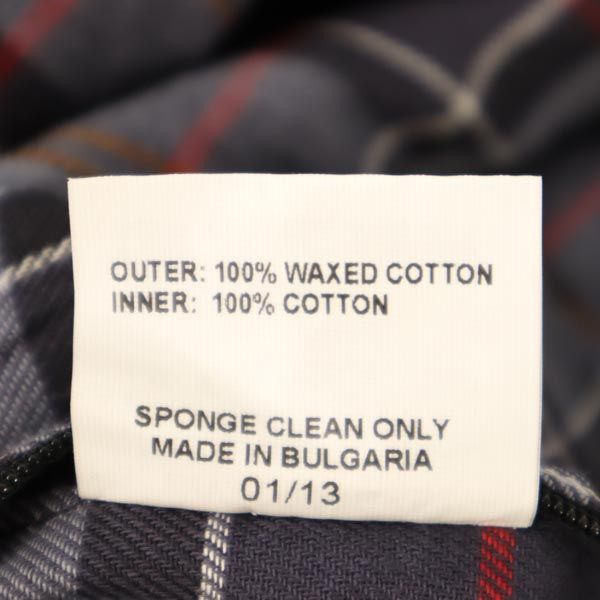 OUTER: 100% WAXED COTTON
INNER: 100% COTTON
SPONGE CLEAN ONLY
MADE IN BULGARIA
01/13